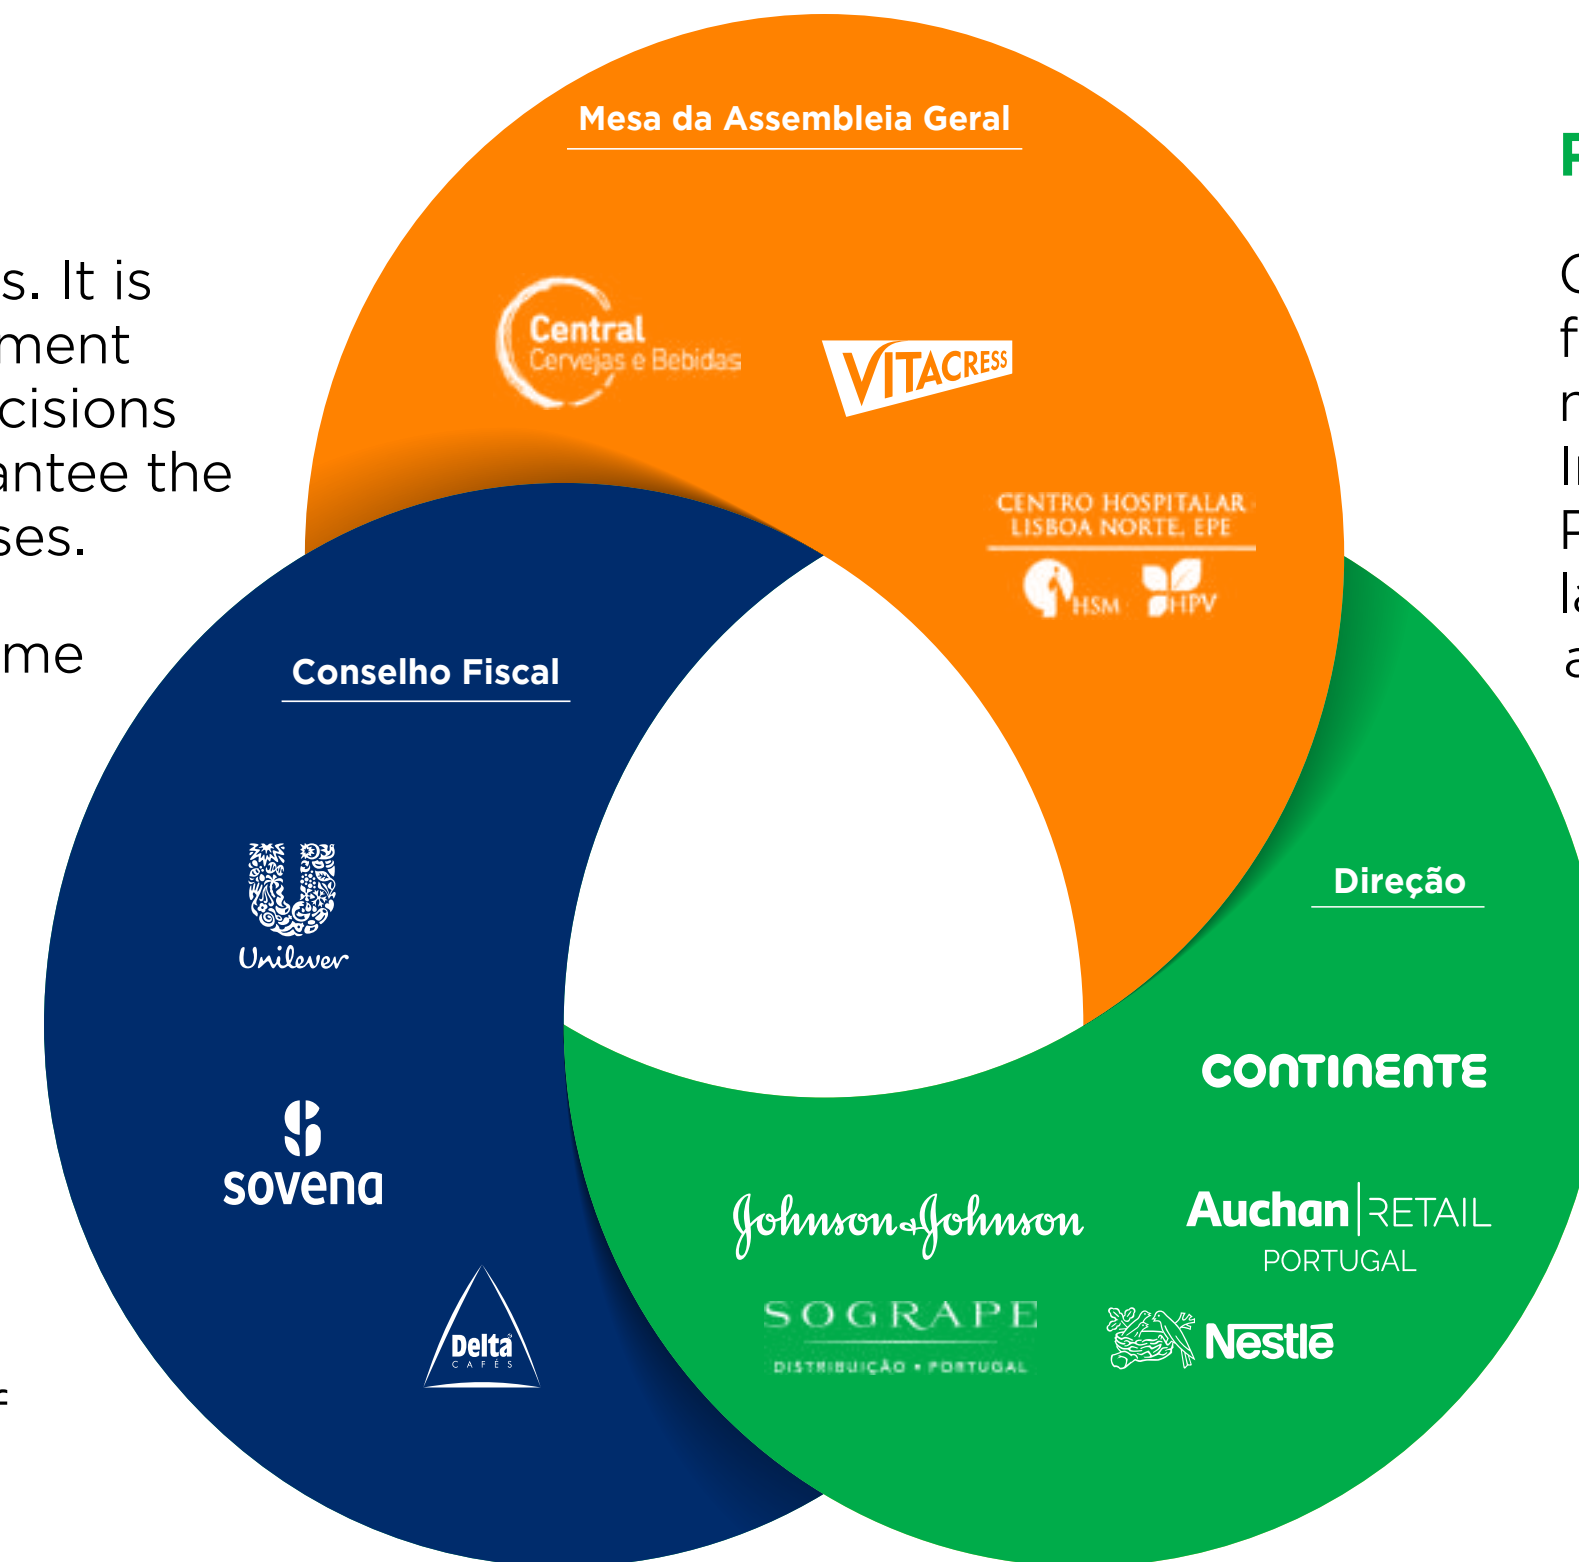 s. It is
ment
cisions
antee the
ses.
me
Mesa da Assembleia Geral
Central
Cervejas e Bebidas
VITACRESS
CENTRO HOSPITALAR
LISBOA NORTE, EPE
HSM
HPV
Conselho Fiscal
Unilever
sovena
Delta
CAFÉS
Direção
CONTINENTE
Johnson & Johnson
Auchan RETAIL
PORTUGAL
SOGRAPE
DISTRIBUIÇÃO • PORTUGAL
Nestlé